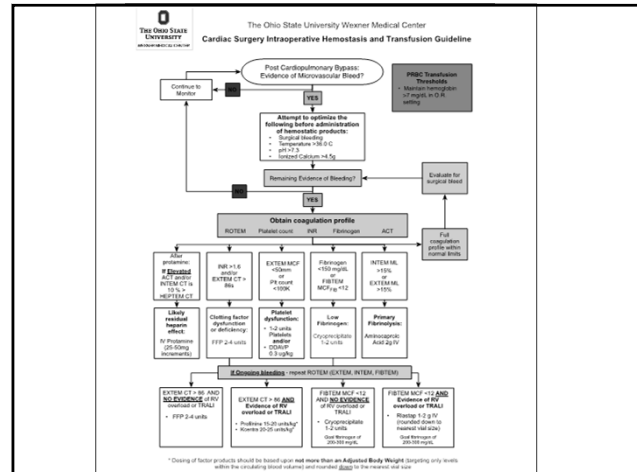 THE OHIO STATE
UNIVERSITY
WEXNER MEDICAL CENTER
The Ohio State University Wexner Medical Center
Cardiac Surgery Intraoperative Hemostasis and Transfusion Guideline
Post Cardiopulmonary Bypass:
Evidence of Microvascular Bleed?
Continue to
Monitor
NO
YES
PRBC Transfusion
Thresholds
• Maintain hemoglobin
>7 mg/dL in O.R.
setting
Attempt to optimize the
following before administration
of hemostatic products:
• Surgical bleeding
• Temperature >36.0 C
• pH >7.3
• Ionized Calcium >4.5g
Remaining Evidence of Bleeding?
Evaluate for
surgical bleed
NO
YES
Obtain coagulation profile
ROTEM Platelet count INR Fibrinogen ACT
Full
coagulation
profile within
normal limits
After
protamine:
If Elevated
ACT and/or
INTEM CT is
10 % >
HEPTEM CT
INR >1.6
and/or
EXTEM CT >
86s
EXTEM MCF
<50mm
or
Plt count
<100K
Fibrinogen
<150 mg/dL
or
FIBTEM
MCF FIB <12
INTEM ML
>15%
or
EXTEM ML
>15%
Likely
residual
heparin
effect:
IV Protamine
(25-50mg
increments)
Clotting factor
dysfunction
or deficiency:
FFP 2-4 units
Platelet
dysfunction:
• 1-2 units
Platelets
and/or
• DDAVP
0.3 ug/kg
Low
Fibrinogen:
Cryoprecipitate
1-2 units
Primary
Fibrinolysis:
Aminocaproic
Acid 2g IV
If Ongoing bleeding - repeat ROTEM (EXTEM, INTEM, FIBTEM)
EXTEM CT > 86 AND
NO EVIDENCE of RV
overload or TRALI
• FFP 2-4 units
EXTEM CT > 86 AND
Evidence of RV
overload or TRALI
• Profilnine 15-20 units/kg*
• Kcentra 20-25 units/kg*
FIBTEM MCF <12
AND NO EVIDENCE
of RV overload or
TRALI
• Cryoprecipitate
1-2 units
Goal fibrinogen of
200-300 mg/dL
FIBTEM MCF <12 AND
Evidence of RV
overload or TRALI
• Riastap 1-2 g IV
(rounded down to
nearest vial size)
Goal fibrinogen of
200-300 mg/dL
* Dosing of factor products should be based upon not more than an Adjusted Body Weight (targeting only levels
within the circulating blood volume) and rounded down to the nearest vial size